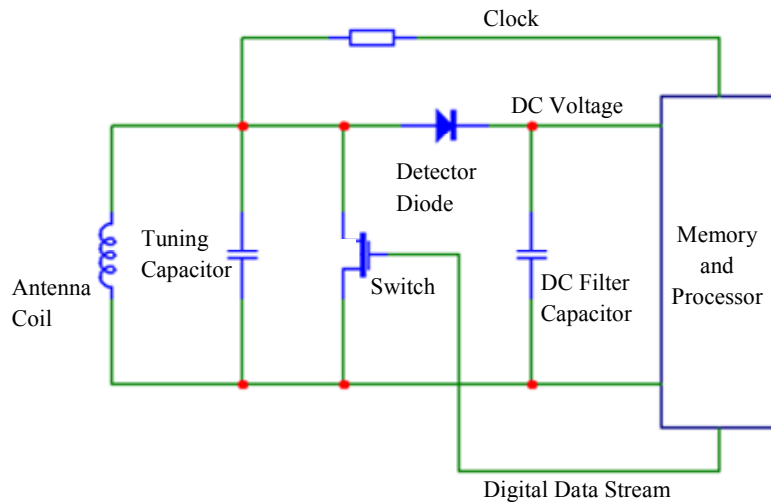 Clock
DC Voltage
Detector
Diode
Tuning
Capacitor
Memory
and
Processor
Antenna
Coil
Switch
DC Filter
Capacitor
Digital Data Stream